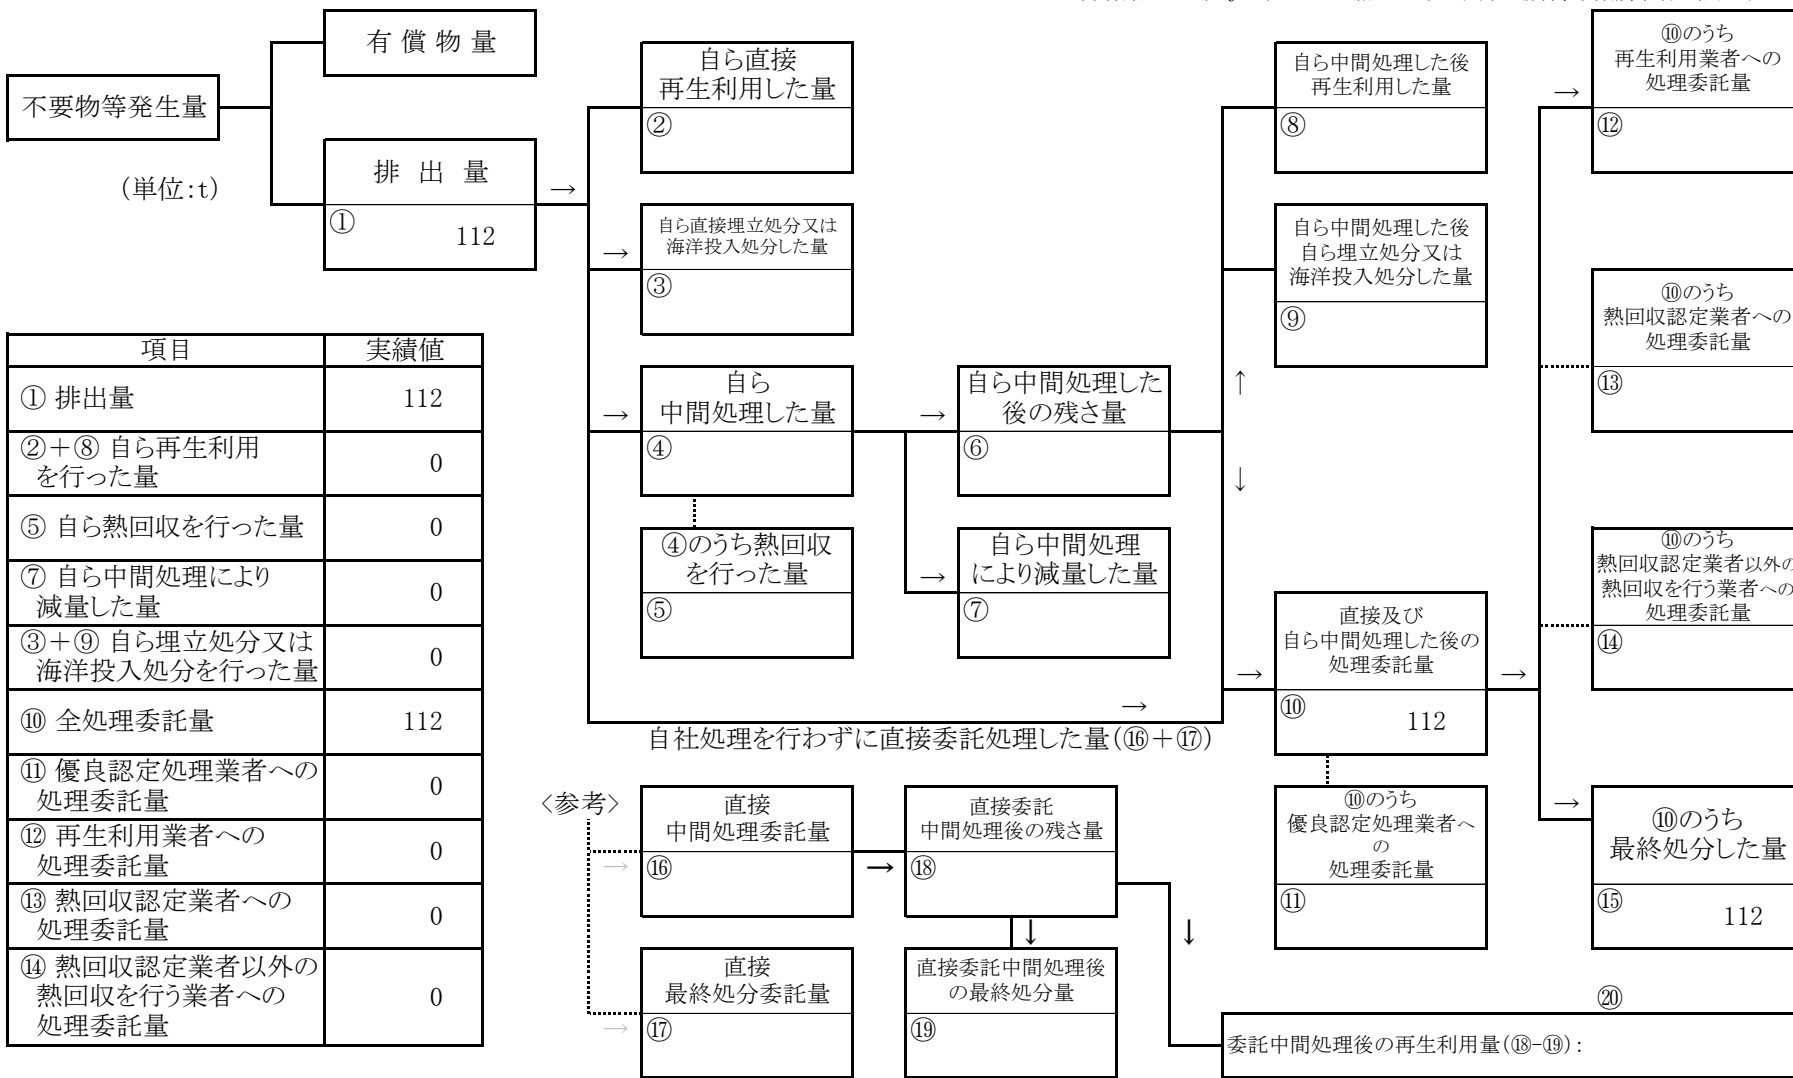 有償物量
不要物等発生量
(単位:t)
排出量
→
①
112
自ら直接
再生利用した量
②
→
自ら直接埋立処分又は
海洋投入処分した量
③
→
自ら
中間処理した量
④
④のうち熱回収
を行った量
⑤
→
自ら中間処理した
後の残さ量
⑥
→
自ら中間処理
により減量した量
⑦
↑
↓
自ら中間処理した後
再生利用した量
⑧
自ら中間処理した後
自ら埋立処分又は
海洋投入処分した量
⑨
→
直接及び
自ら中間処理した後の
処理委託量
⑩
112
→
自社処理を行わずに直接委託処理した量(⑯+⑰)
→
⑩のうち
優良認定処理業者へ
の
処理委託量
⑪
→
⑩のうち
再生利用業者への
処理委託量
⑫
⑩のうち
熱回収認定業者への
処理委託量
⑬
⑩のうち
熱回収認定業者以外の
熱回収を行う業者への
処理委託量
⑭
→
⑩のうち
最終処分した量
⑮
112
項目 実績値
① 排出量 112
②+⑧ 自ら再生利用
を行った量 0
⑤ 自ら熱回収を行った量 0
⑦ 自ら中間処理により
減量した量 0
③+⑨ 自ら埋立処分又は
海洋投入処分を行った量 0
⑩ 全処理委託量 112
⑪ 優良認定処理業者への
処理委託量 0
⑫ 再生利用業者への
処理委託量 0
⑬ 熱回収認定業者への
処理委託量 0
⑭ 熱回収認定業者以外の
熱回収を行う業者への
処理委託量 0
〈参考〉
→
直接
中間処理委託量
⑯
→
直接委託
中間処理後の残さ量
⑱
↓
↓
→
直接
最終処分委託量
⑰
直接委託中間処理後
の最終処分量
⑲
⑳
委託中間処理後の再生利用量(⑱-⑲):